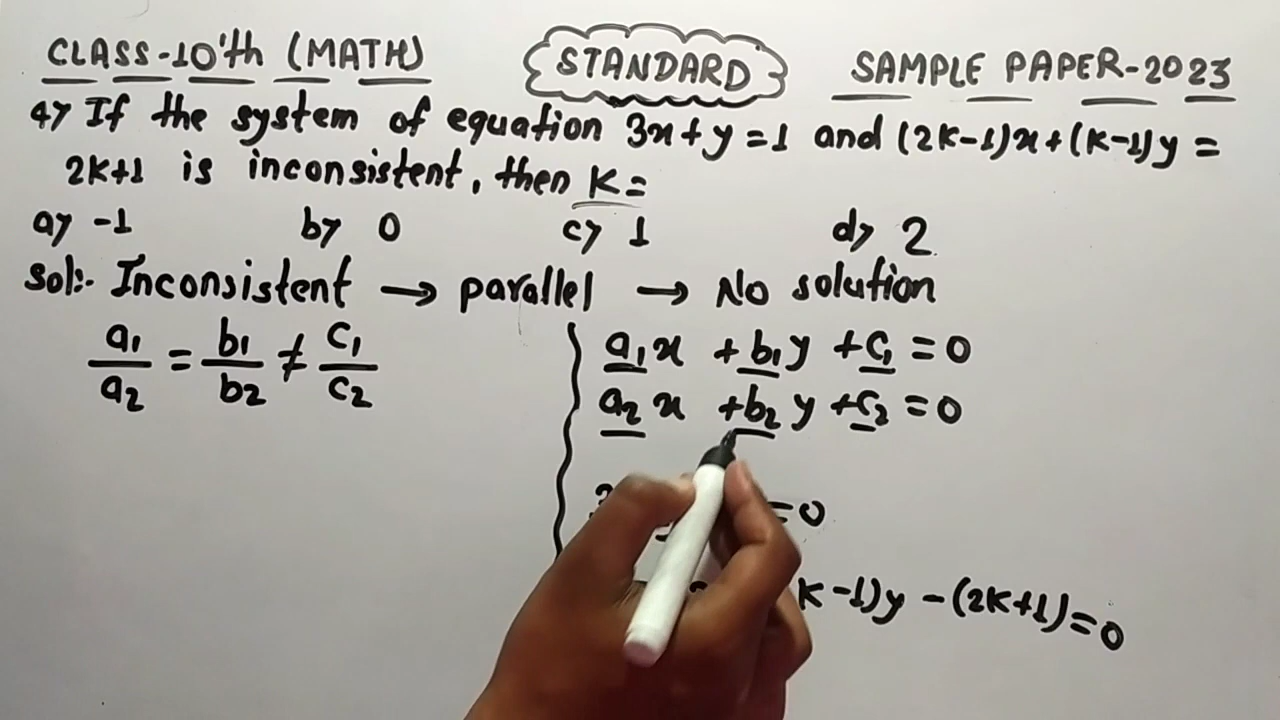 CLASS-10'th (MATH) STANDARD SAMPLE PAPER-2023
4> If the system of equation 3x+y=1 and (2K-1)x+(K-1)y=
2K+1 is inconsistent, then K=
a> -1 b> 0 c> 1 d> 2
Sol:- Inconsistent → parallel → No solution
a1/a2 = b1/b2 ≠ c1/c2
a1x +b1y +c1 = 0
a2x +b2y +c2 = 0
=0
K-1)y -(2K+1)=0